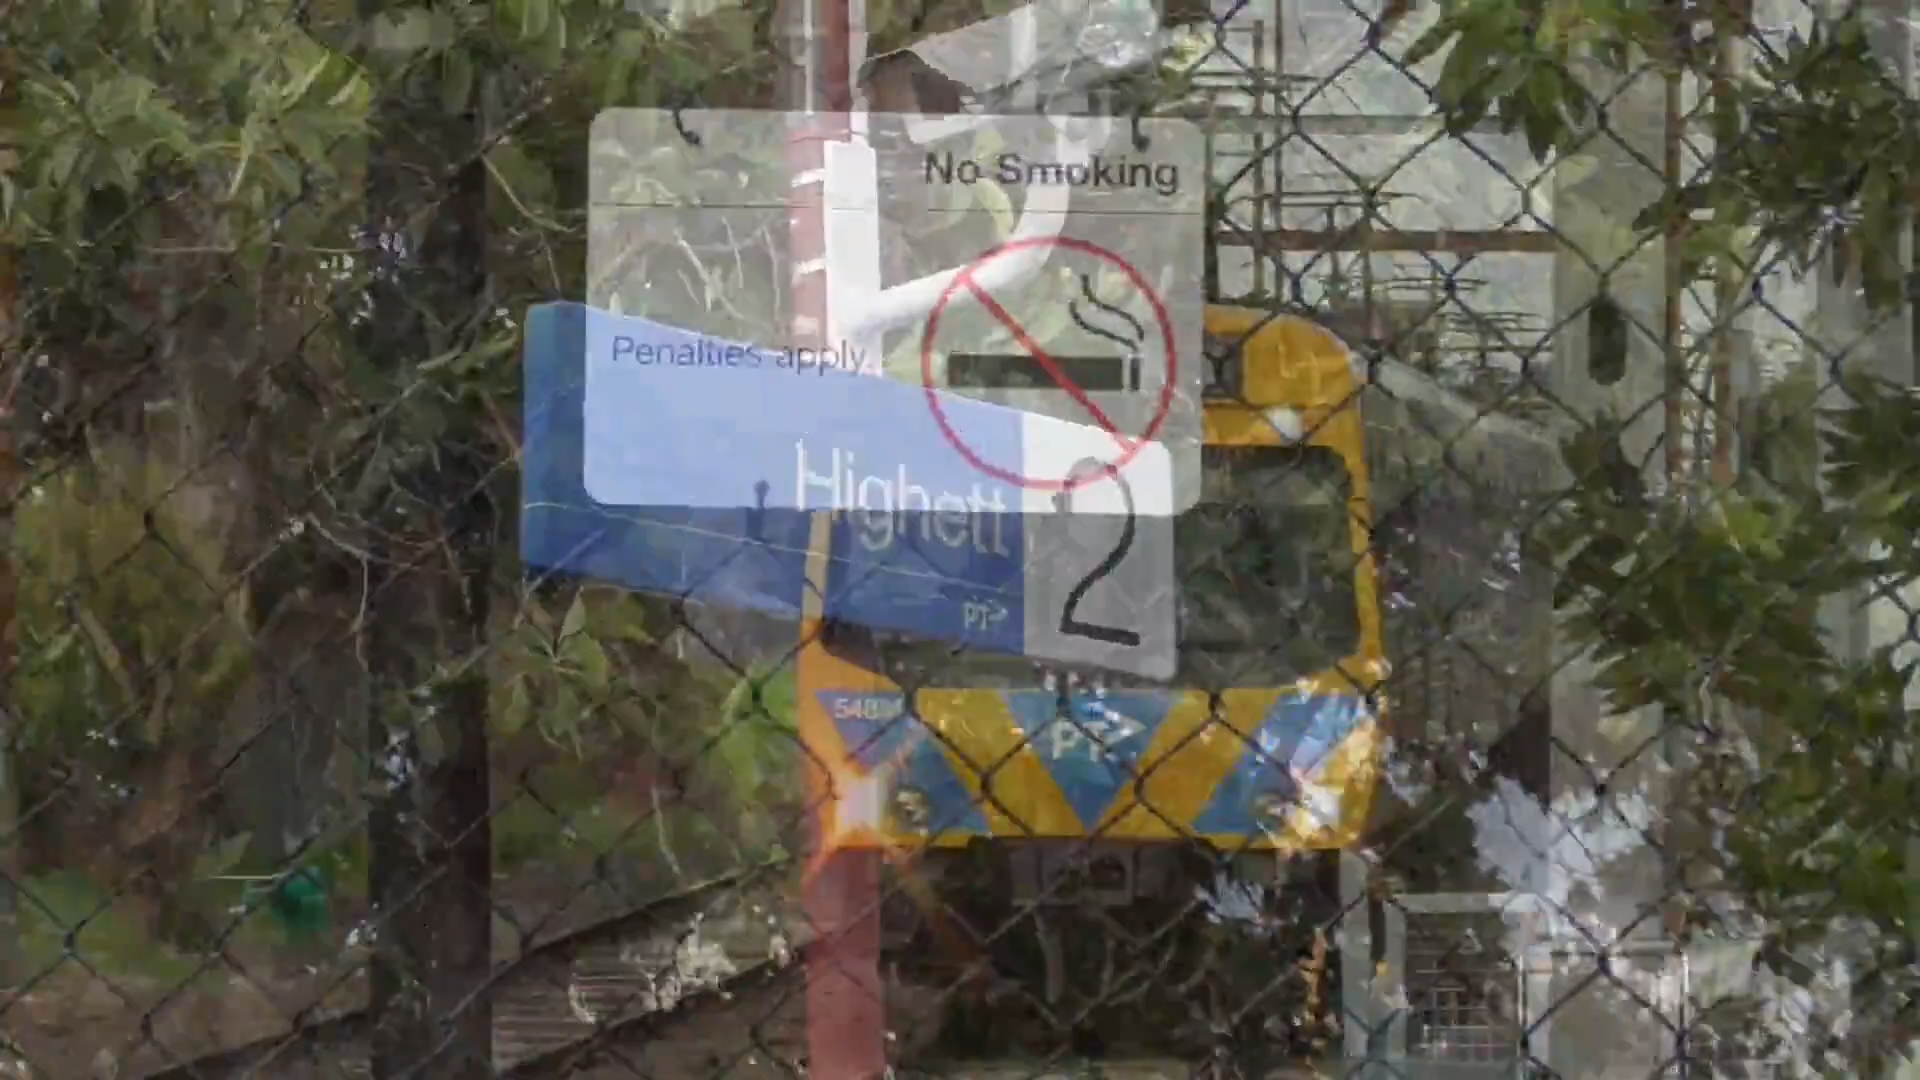 No Smoking
Penalties apply.
Highett
2
PT>
PT>